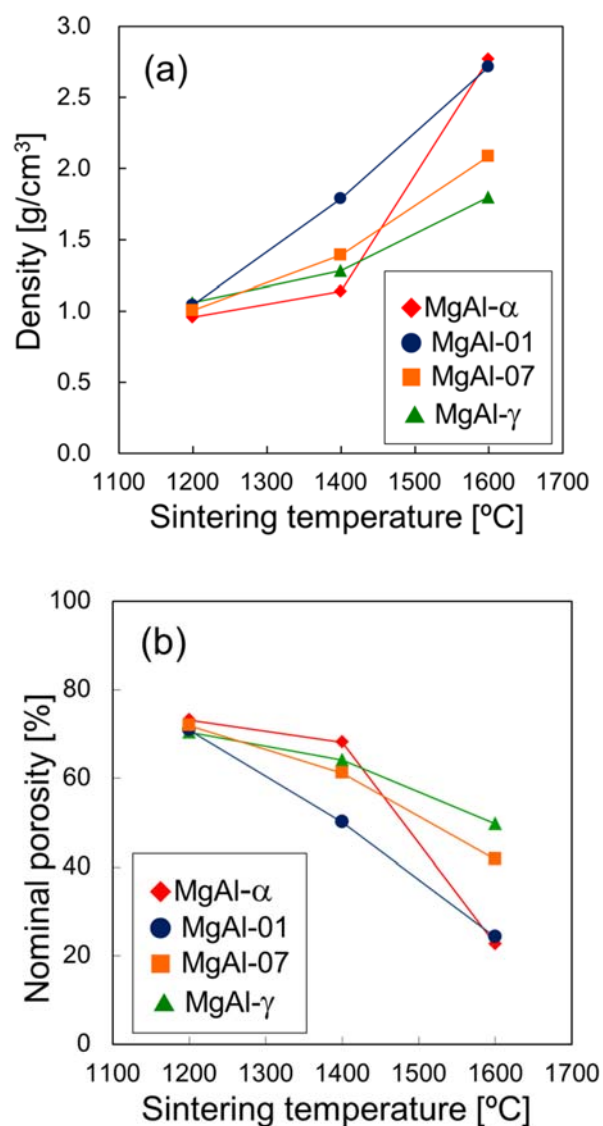 (a)
Density [g/cm³]
3.0
2.5
2.0
1.5
1.0
0.5
0.0
MgAl-α
MgAl-01
MgAl-07
MgAl-γ
1100 1200 1300 1400 1500 1600 1700
Sintering temperature [ºC]
(b)
Nominal porosity [%]
100
80
60
40
20
0
MgAl-α
MgAl-01
MgAl-07
MgAl-γ
1100 1200 1300 1400 1500 1600 1700
Sintering temperature [ºC]